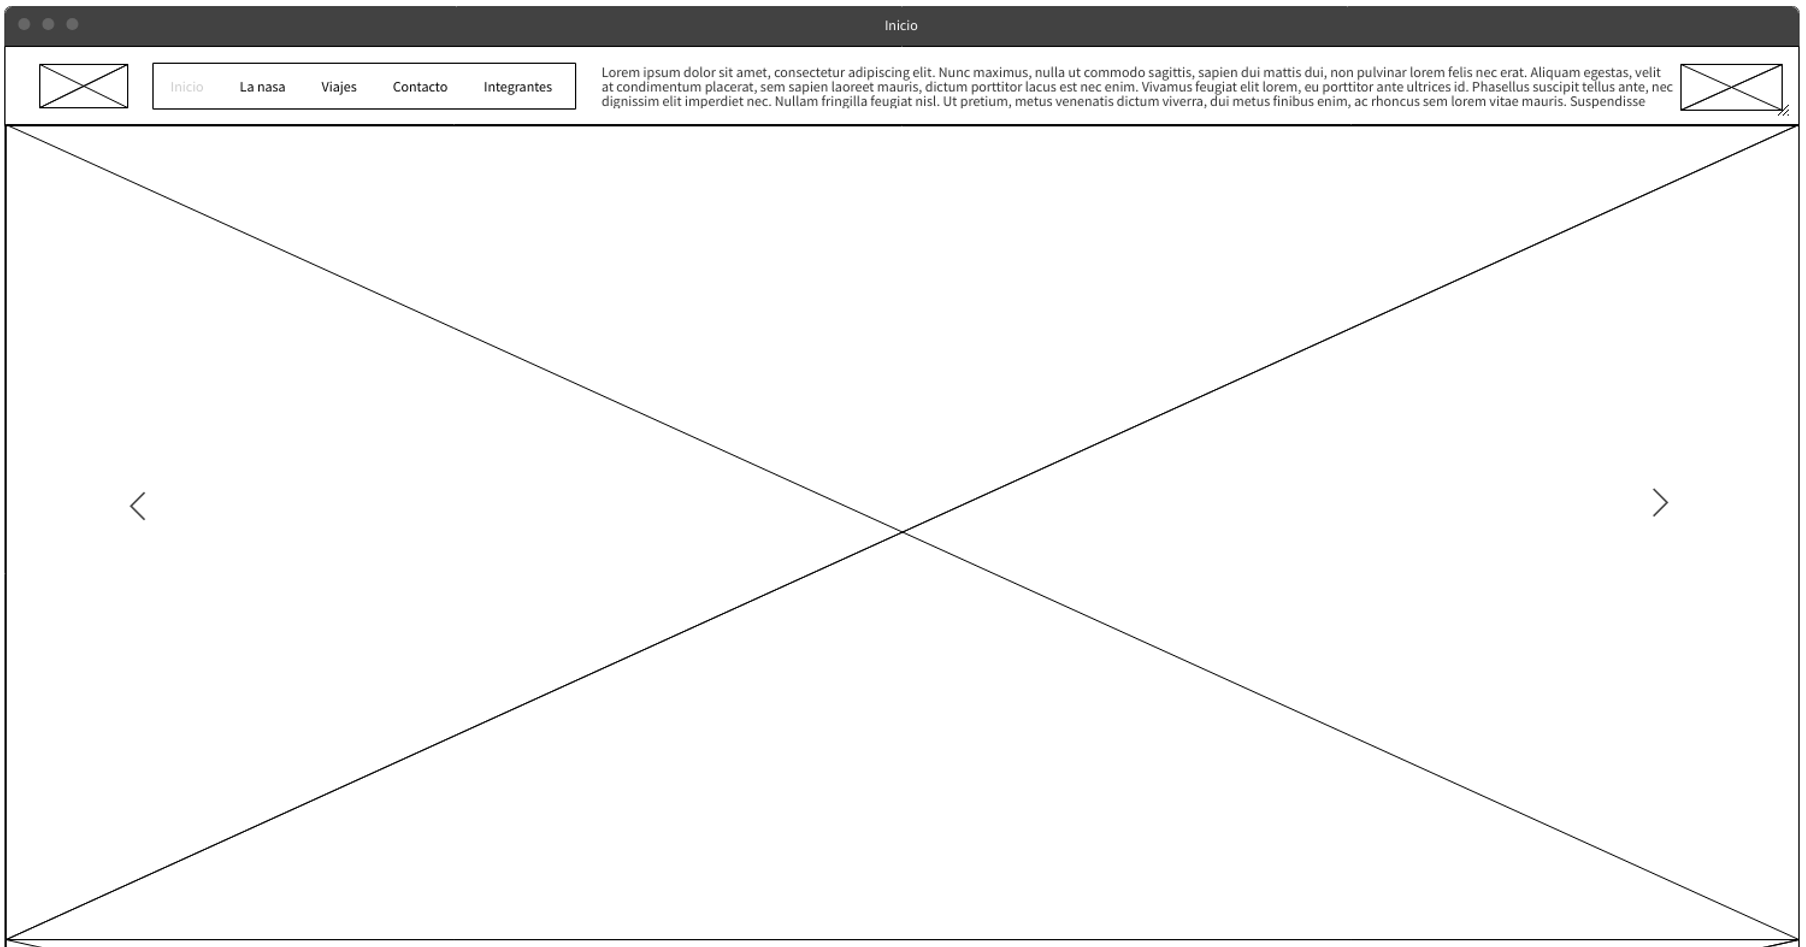 Inicio
Inicio La nasa Viajes Contacto Integrantes
Lorem ipsum dolor sit amet, consectetur adipiscing elit. Nunc maximus, nulla ut commodo sagittis, sapien dui mattis dui, non pulvinar lorem felis nec erat. Aliquam egestas, velit
at condimentum placerat, sem sapien laoreet mauris, dictum porttitor lacus est nec enim. Vivamus feugiat elit lorem, eu porttitor ante ultrices id. Phasellus suscipit tellus ante, nec
dignissim elit imperdiet nec. Nullam fringilla feugiat nisl. Ut pretium, metus venenatis dictum viverra, dui metus finibus enim, ac rhoncus sem lorem vitae mauris. Suspendisse